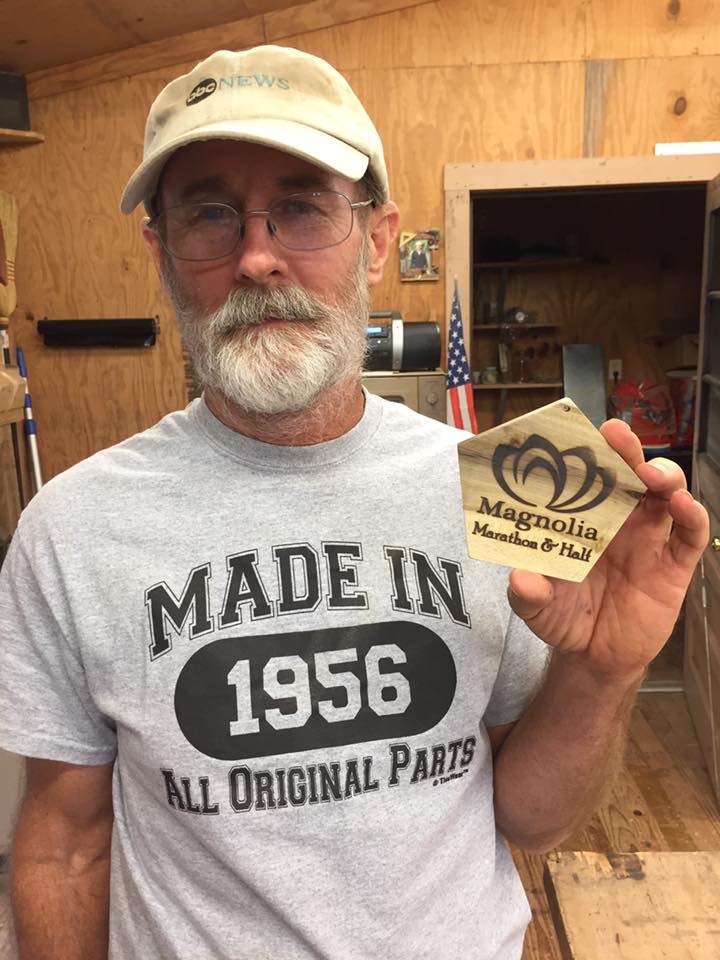 abc NEWS
Magnolia
Marathon & Half
MADE IN
1956
ALL ORIGINAL PARTS